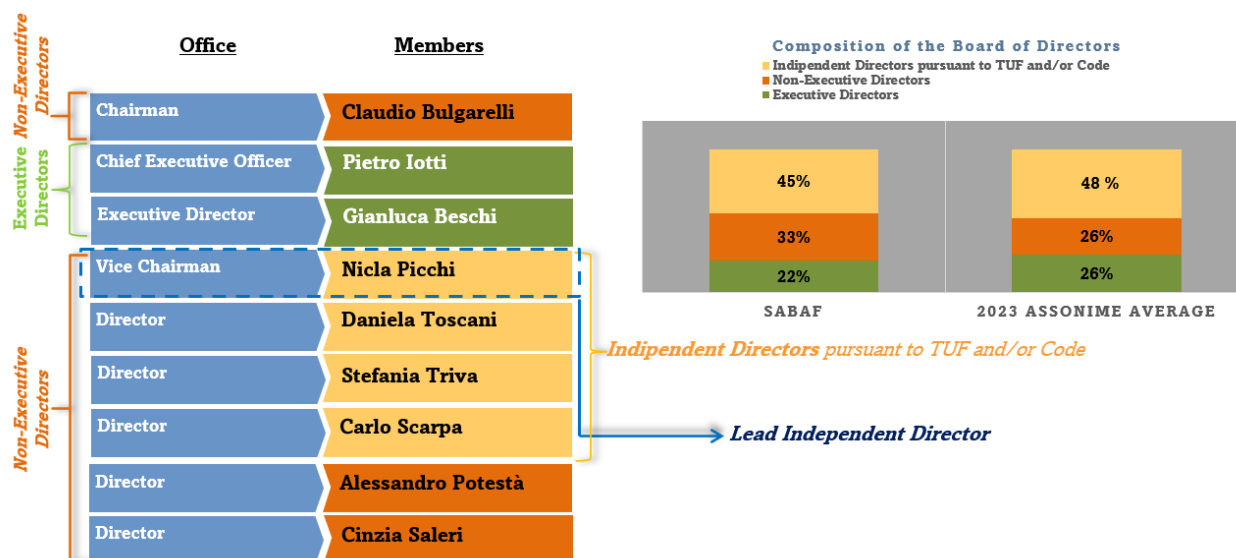 Office Members
Non-Executive
Directors
Chairman Claudio Bulgarelli
Executive
Directors
Chief Executive Officer Pietro Iotti
Executive Director Gianluca Beschi
Non-Executive
Directors
Vice Chairman Nicla Picchi
Director Daniela Toscani
Director Stefania Triva
Director Carlo Scarpa
Director Alessandro Potestà
Director Cinzia Saleri
Indipendent Directors pursuant to TUF and/or Code
Lead Independent Director
Composition of the Board of Directors
Indipendent Directors pursuant to TUF and/or Code
Non-Executive Directors
Executive Directors
45% 48 %
33% 26%
22% 26%
SABAF 2023 ASSONIME AVERAGE